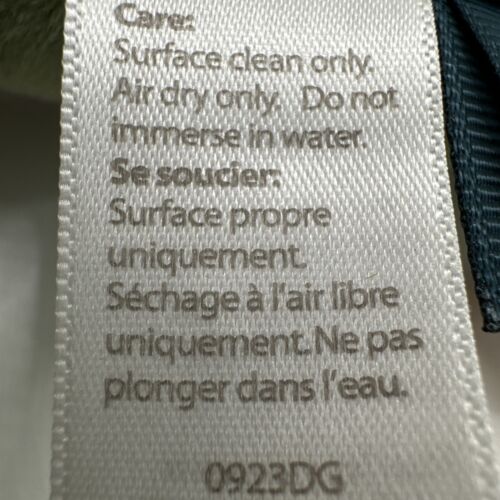 Care:
Surface clean only.
Air dry only. Do not
immerse in water.
Se soucier:
Surface propre
uniquement.
Séchage à l'air libre
uniquement. Ne pas
plonger dans l'eau.
0923DG